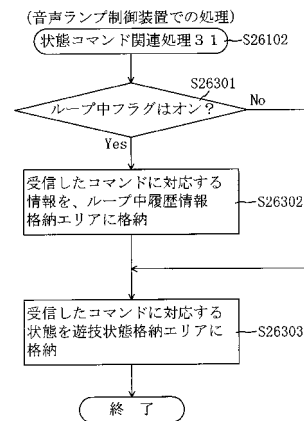 (音声ランプ制御装置での処理)
状態コマンド関連処理31
S26102
S26301
ループ中フラグはオン?
No
Yes
受信したコマンドに対応する
情報を、ループ中履歴情報
格納エリアに格納
S26302
受信したコマンドに対応する
状態を遊技状態格納エリアに
格納
S26303
終了